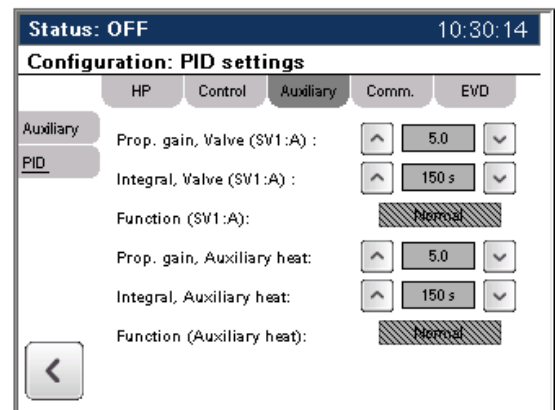 Status: OFF 10:30:14
Configuration: PID settings
HP Control Auxiliary Comm. EVD
Auxiliary
PID
Prop. gain, Valve (SV1:A) : 5.0
Integral, Valve (SV1:A) : 150 s
Function (SV1:A): Normal
Prop. gain, Auxiliary heat: 5.0
Integral, Auxiliary heat: 150 s
Function (Auxiliary heat): Normal